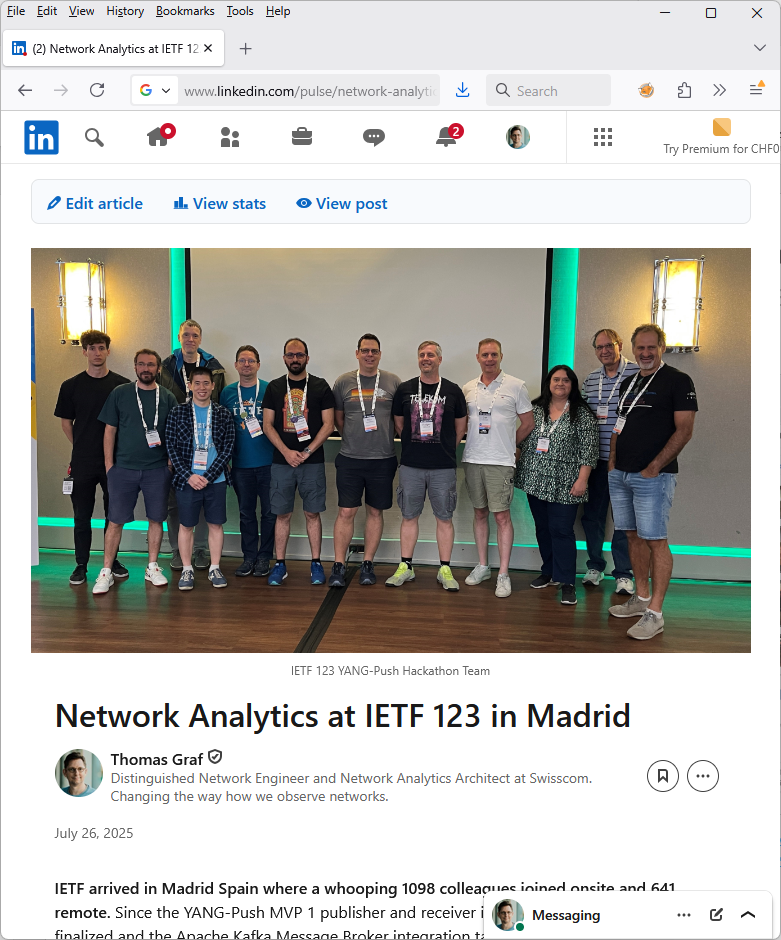 File Edit View History Bookmarks Tools Help
(2) Network Analytics at IETF 12
www.linkedin.com/pulse/network-analytic
Search
in
2
Try Premium for CHF0
Edit article
View stats
View post
TELEKOM
IETF 123 YANG-Push Hackathon Team
Network Analytics at IETF 123 in Madrid
Thomas Graf
Distinguished Network Engineer and Network Analytics Architect at Swisscom.
Changing the way how we observe networks.
July 26, 2025
IETF arrived in Madrid Spain where a whooping 1098 colleagues joined onsite and 641
remote. Since the YANG-Push MVP 1 publisher and receiver
finalized and the Apache Kafka Message Broker integration
Messaging